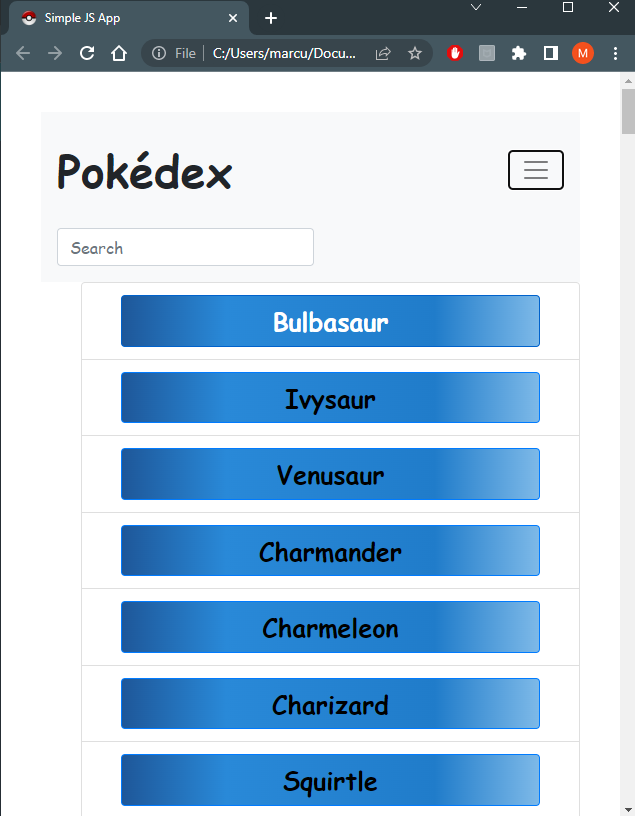 Simple JS App
File
C:/Users/marcu/Docu...
M
Pokédex
Search
Bulbasaur
Ivysaur
Venusaur
Charmander
Charmeleon
Charizard
Squirtle